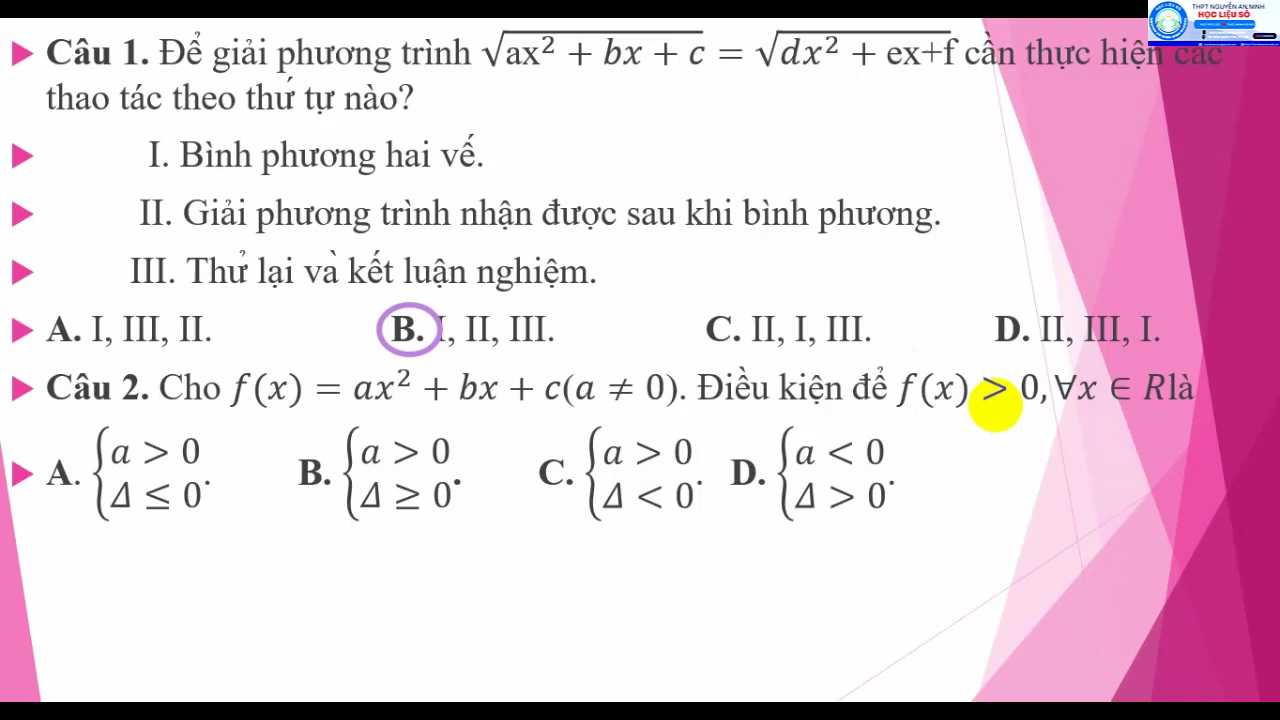 THPT NGUYỄN AN NINH
HỌC LIỆU SỐ
Câu 1. Để giải phương trình √(ax² + bx + c) = √(dx² + ex+f) cần thực hiện các
thao tác theo thứ tự nào?
I. Bình phương hai vế.
II. Giải phương trình nhận được sau khi bình phương.
III. Thử lại và kết luận nghiệm.
A. I, III, II. B. I, II, III. C. II, I, III. D. II, III, I.
Câu 2. Cho f(x) = ax² + bx + c(a ≠ 0). Điều kiện để f(x) > 0, ∀x ∈ R là
A. {a > 0 B. {a > 0 C. {a > 0 D. {a < 0
Δ ≤ 0. Δ ≥ 0. Δ < 0. Δ > 0.